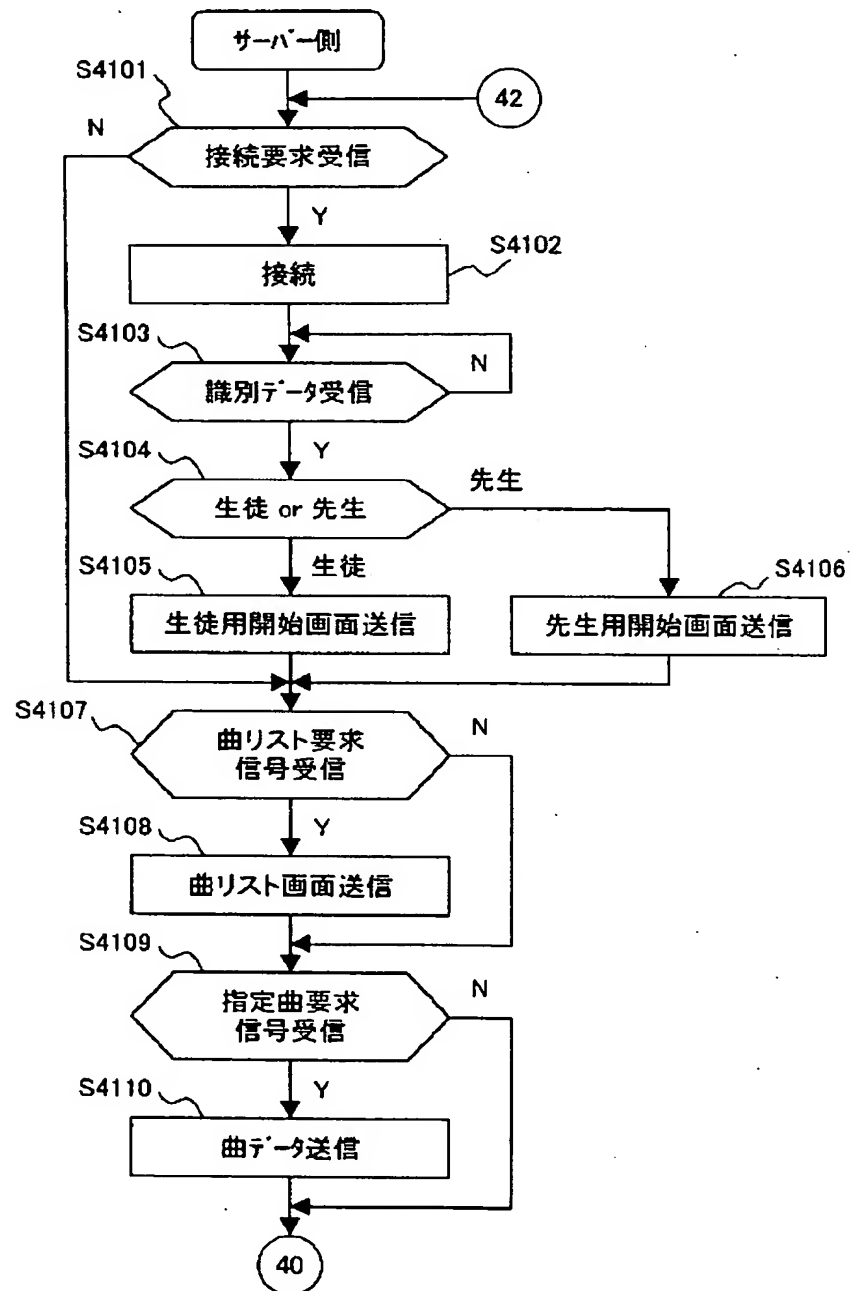 サーバー側
S4101
42
N
接続要求受信
Y
S4102
接続
S4103
N
識別データ受信
Y
S4104
先生
生徒 or 先生
生徒
S4105
S4106
生徒用開始画面送信
先生用開始画面送信
S4107
N
曲リスト要求
信号受信
Y
S4108
曲リスト画面送信
S4109
N
指定曲要求
信号受信
Y
S4110
曲データ送信
40